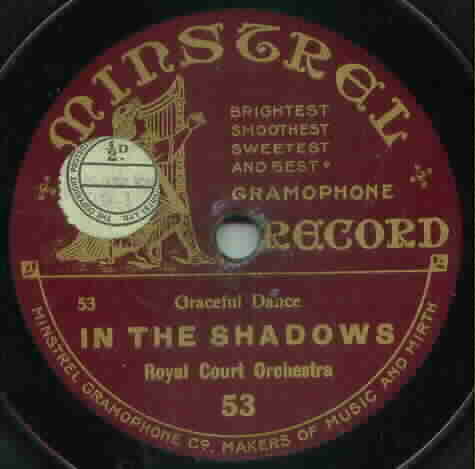 MINSTREL
BRIGHTEST
SMOOTHEST
SWEETEST
AND BEST
GRAMOPHONE
RECORD
D
53 Graceful Dance
IN THE SHADOWS
Royal Court Orchestra
53
MINSTREL GRAMOPHONE Co. MAKERS OF MUSIC AND MIRTH